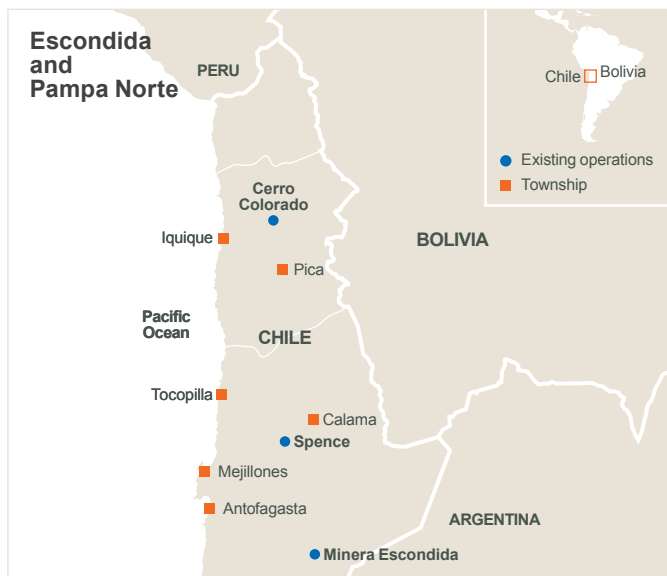 Escondida
and
Pampa Norte
PERU
Chile
Bolivia
Existing operations
Township
Cerro
Colorado
Iquique
BOLIVIA
Pica
Pacific
Ocean
CHILE
Tocopilla
Calama
Spence
Mejillones
Antofagasta
ARGENTINA
Minera Escondida